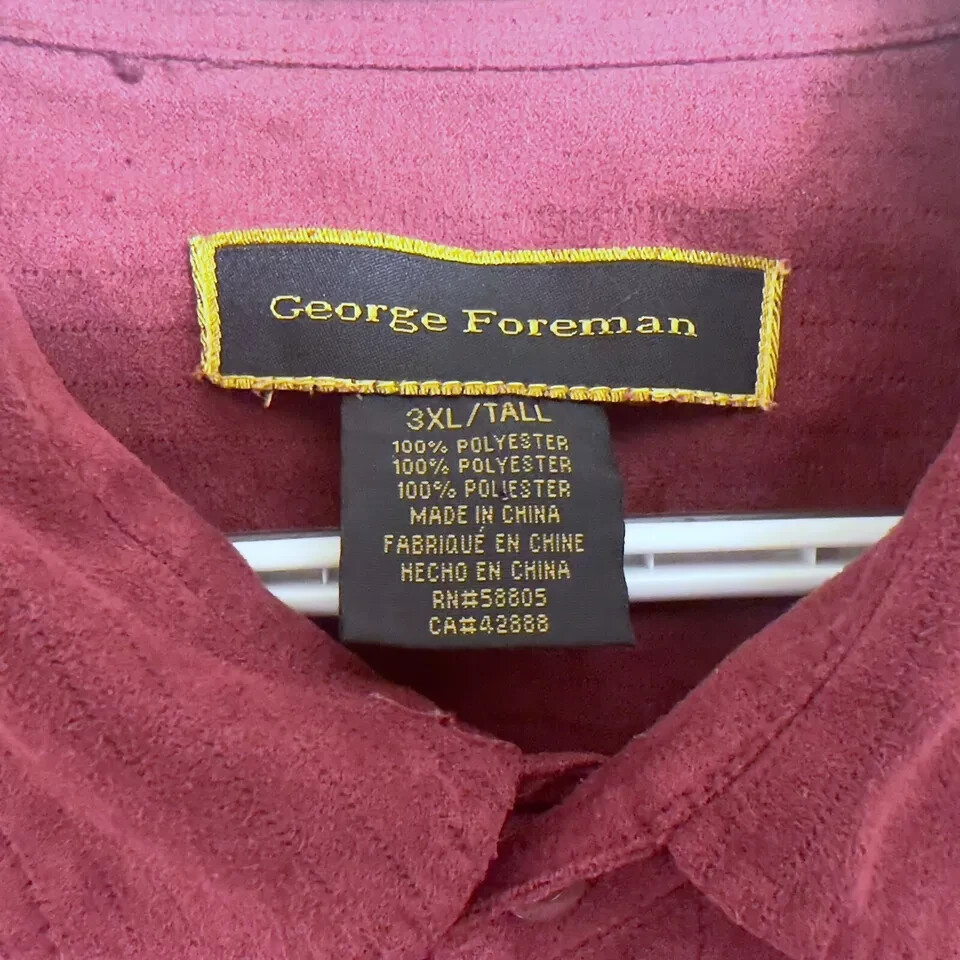 George Foreman
3XL/TALL
100% POLYESTER
100% POLYESTER
100% POLIESTER
MADE IN CHINA
FABRIQUÉ EN CHINE
HECHO EN CHINA
RN#58805
CA#42888